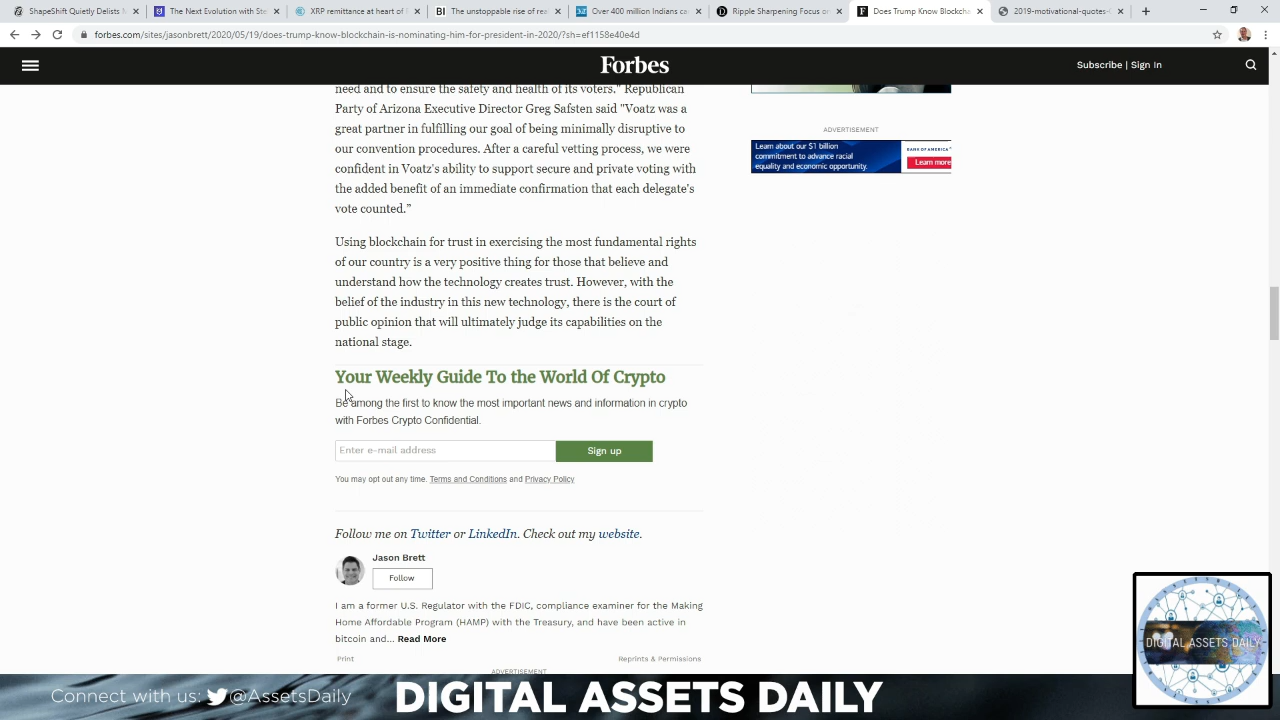 ShapeShift Quietly Delists
The Next Evolution with Ste
XRP remittance at heart of
BI The unstoppable rise of
Over 400 million Indians ca
Ripple Sharpening Focus o
Does Trump Know Blockc
2019-motivational-quotes-
forbes.com/sites/jasonbrett/2020/05/19/does-trump-know-blockchain-is-nominating-him-for-president-in-2020/?sh=ef1158e40e4d
Forbes
Subscribe | Sign In
need and to ensure the safety and health of its voters." Republican
Party of Arizona Executive Director Greg Safsten said "Voatz was a
great partner in fulfilling our goal of being minimally disruptive to
our convention procedures. After a careful vetting process, we were
confident in Voatz's ability to support secure and private voting with
the added benefit of an immediate confirmation that each delegate's
vote counted.”
Using blockchain for trust in exercising the most fundamental rights
of our country is a very positive thing for those that believe and
understand how the technology creates trust. However, with the
belief of the industry in this new technology, there is the court of
public opinion that will ultimately judge its capabilities on the
national stage.
ADVERTISEMENT
Learn about our $1 billion
commitment to advance racial
equality and economic opportunity.
BANK OF AMERICA
Learn more
Your Weekly Guide To the World Of Crypto
Be among the first to know the most important news and information in crypto
with Forbes Crypto Confidential.
Enter e-mail address
Sign up
You may opt out any time. Terms and Conditions and Privacy Policy
Follow me on Twitter or LinkedIn. Check out my website.
Jason Brett
Follow
I am a former U.S. Regulator with the FDIC, compliance examiner for the Making
Home Affordable Program (HAMP) with the Treasury, and have been active in
bitcoin and... Read More
Print
Reprints & Permissions
ADVERTISEMENT
DIGITAL ASSETS DAILY
Connect with us: @AssetsDaily
DIGITAL ASSETS DAILY